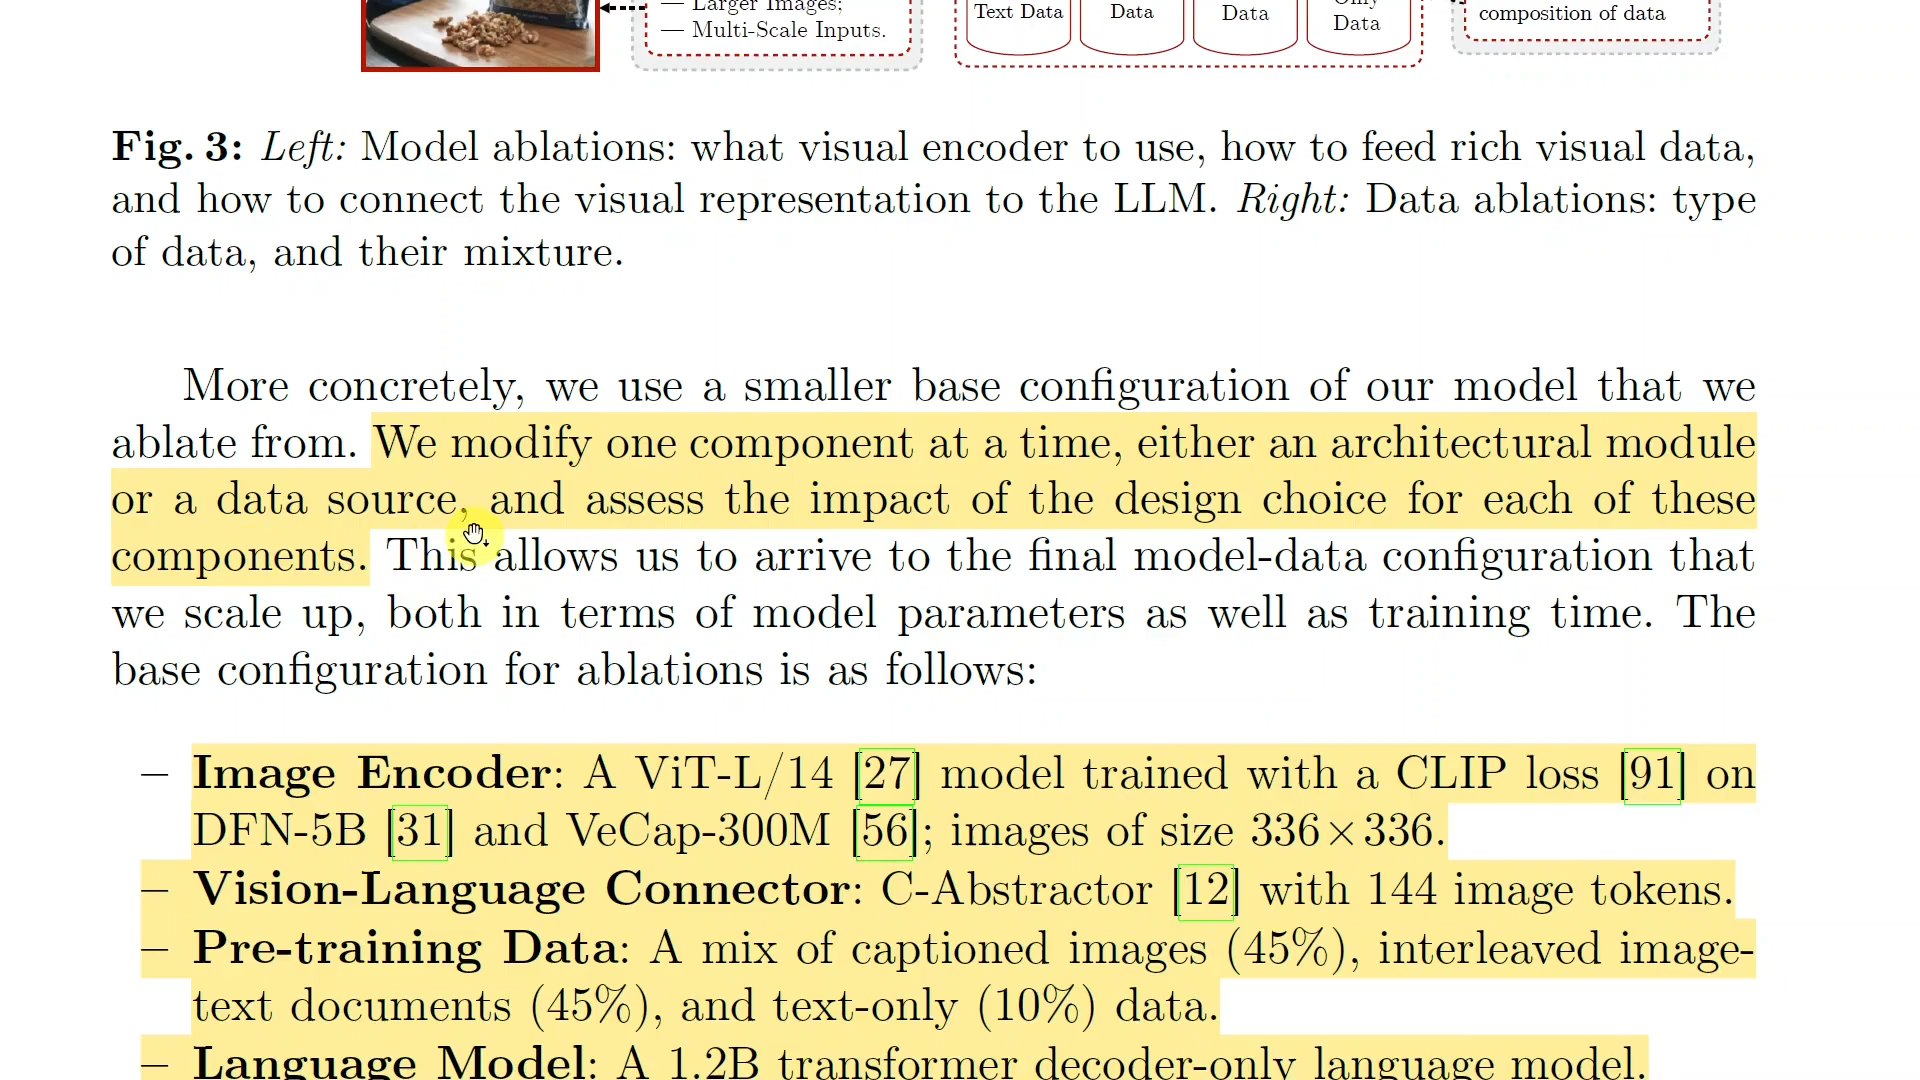 — Larger Images;
— Multi-Scale Inputs.
Text Data
Data
Data
Only
Data
composition of data
Fig. 3: Left: Model ablations: what visual encoder to use, how to feed rich visual data,
and how to connect the visual representation to the LLM. Right: Data ablations: type
of data, and their mixture.
More concretely, we use a smaller base configuration of our model that we
ablate from. We modify one component at a time, either an architectural module
or a data source, and assess the impact of the design choice for each of these
components. This allows us to arrive to the final model-data configuration that
we scale up, both in terms of model parameters as well as training time. The
base configuration for ablations is as follows:
– Image Encoder: A ViT-L/14 [27] model trained with a CLIP loss [91] on
DFN-5B [31] and VeCap-300M [56]; images of size 336×336.
– Vision-Language Connector: C-Abstractor [12] with 144 image tokens.
– Pre-training Data: A mix of captioned images (45%), interleaved image-
text documents (45%), and text-only (10%) data.
– Language Model: A 1.2B transformer decoder-only language model.